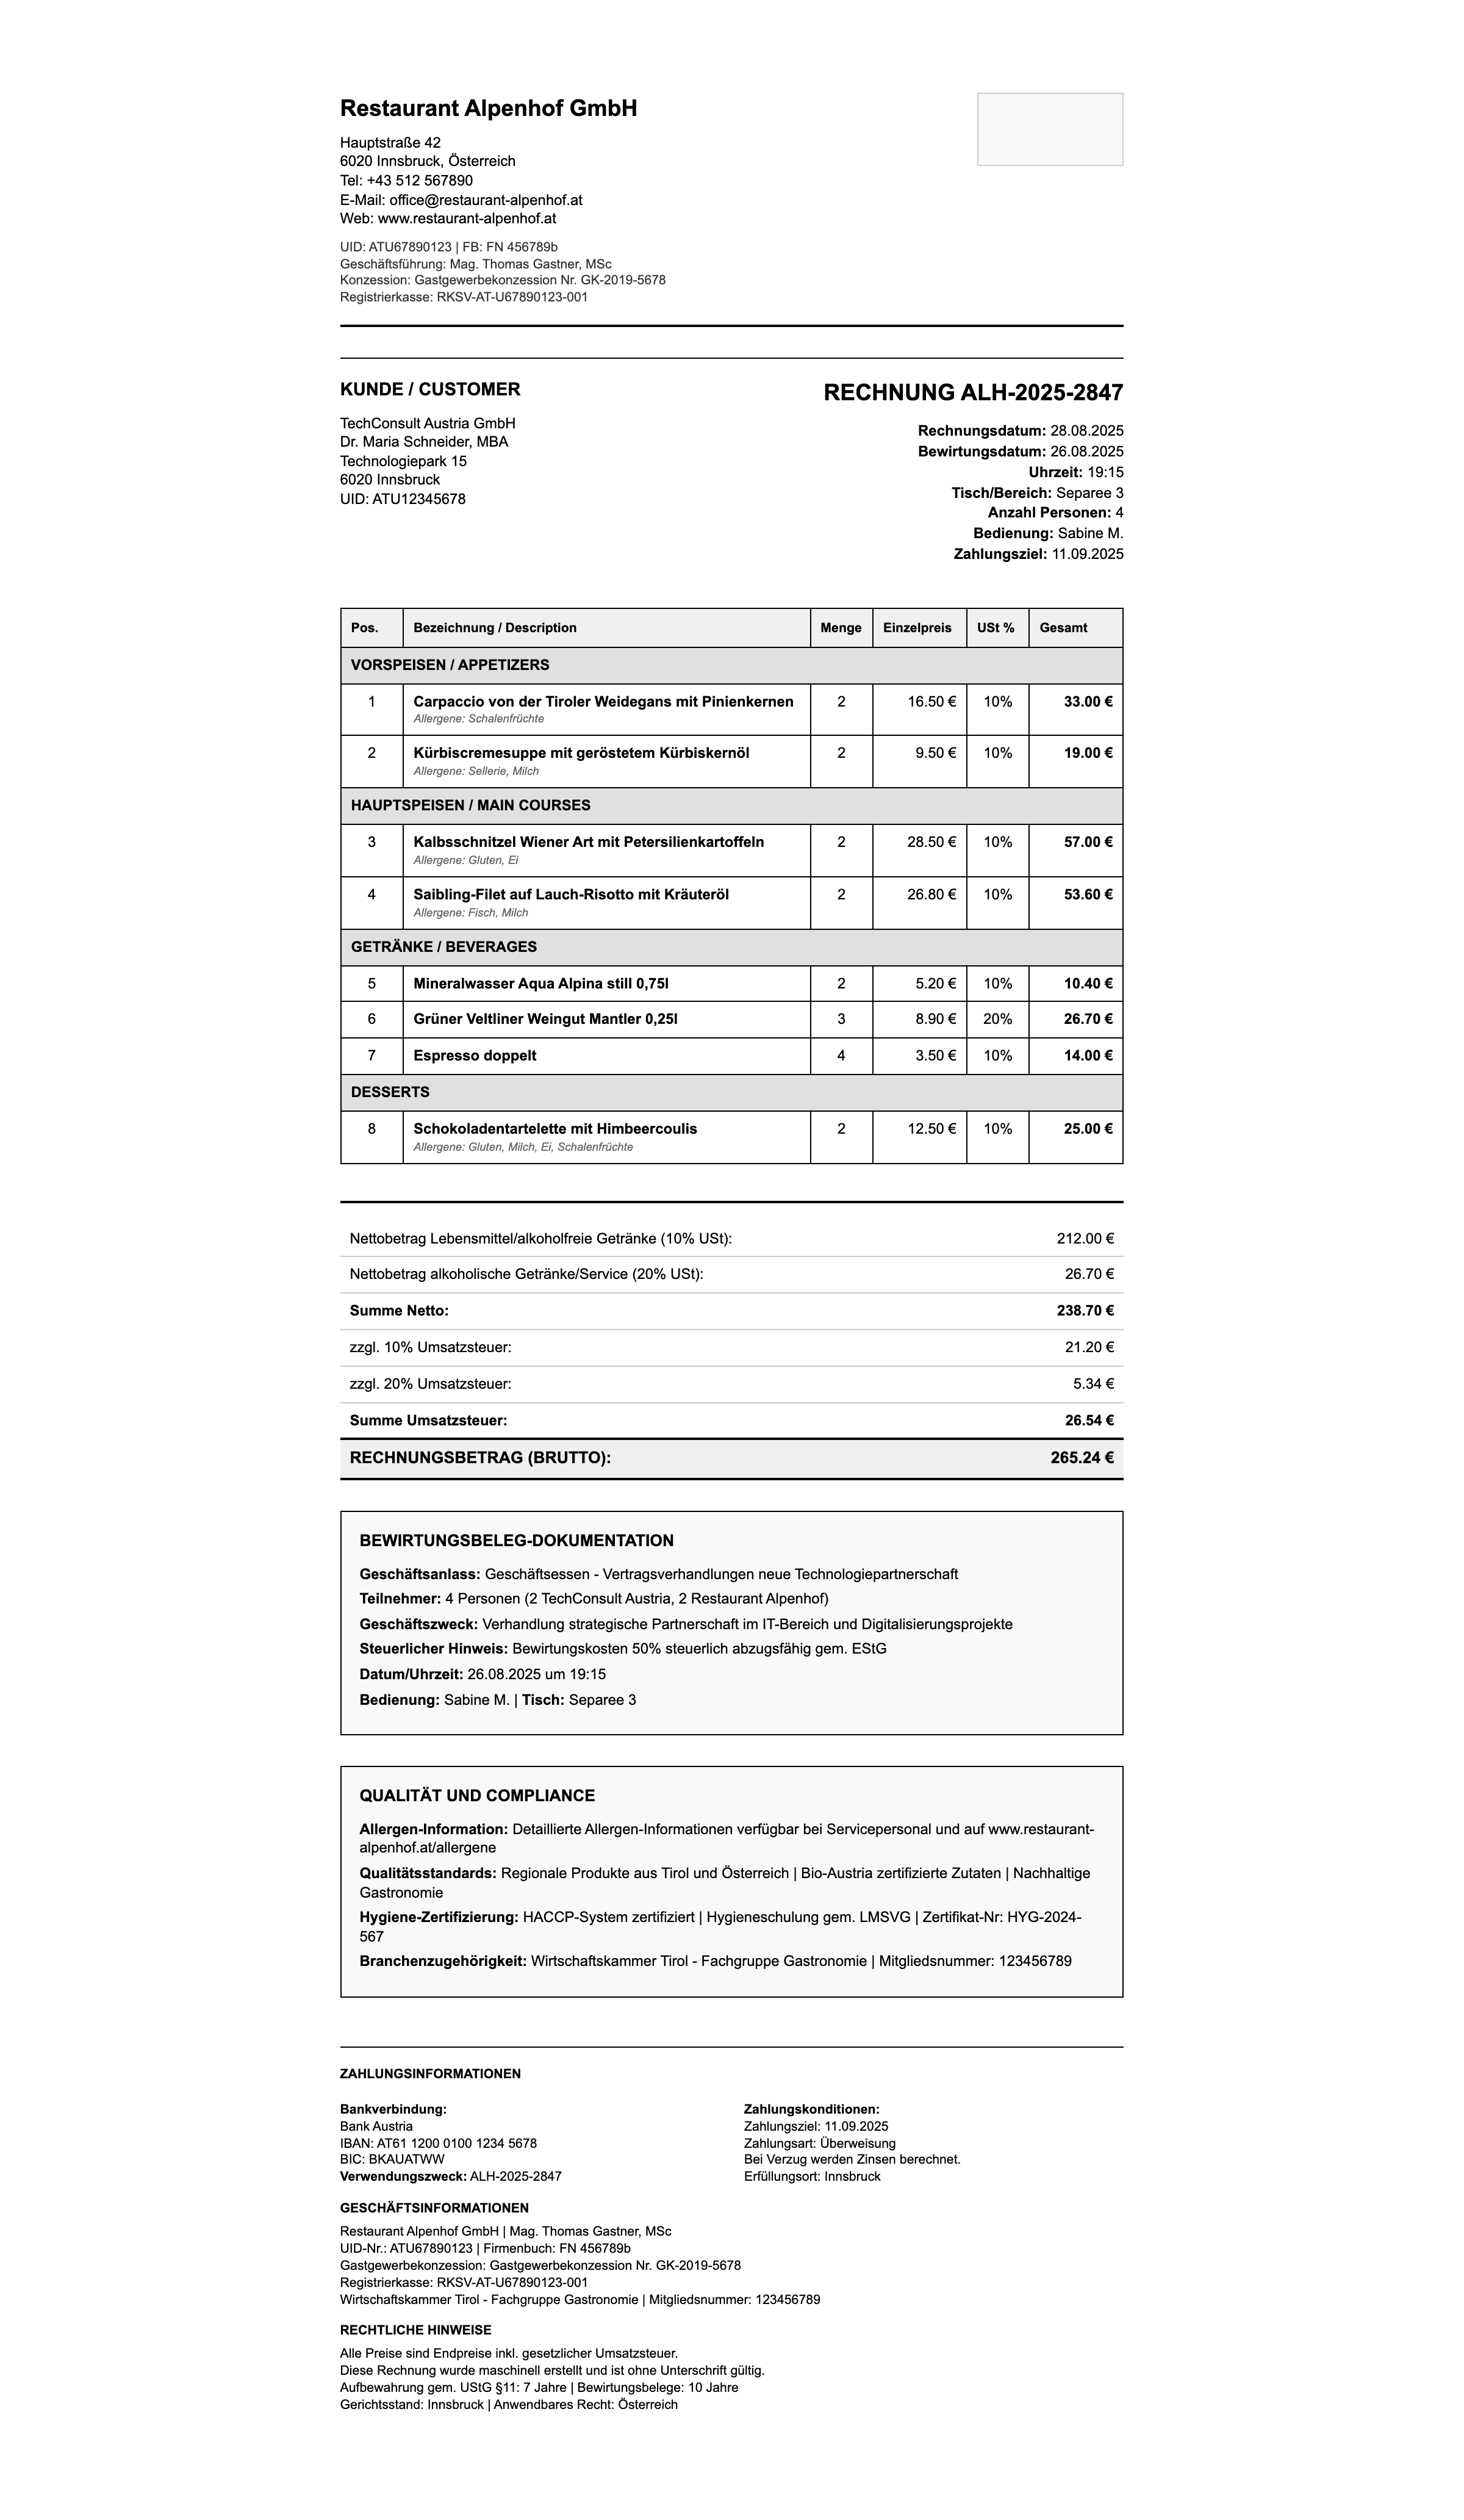 Restaurant Alpenhof GmbH
Hauptstraße 42
6020 Innsbruck, Österreich
Tel: +43 512 567890
E-Mail: office@restaurant-alpenhof.at
Web: www.restaurant-alpenhof.at
UID: ATU67890123 | FB: FN 456789b
Geschäftsführung: Mag. Thomas Gastner, MSc
Konzession: Gastgewerbekonzession Nr. GK-2019-5678
Registrierkasse: RKSV-AT-U67890123-001
KUNDE / CUSTOMER
TechConsult Austria GmbH
Dr. Maria Schneider, MBA
Technologiepark 15
6020 Innsbruck
UID: ATU12345678
RECHNUNG ALH-2025-2847
Rechnungsdatum: 28.08.2025
Bewirtungsdatum: 26.08.2025
Uhrzeit: 19:15
Tisch/Bereich: Separee 3
Anzahl Personen: 4
Bedienung: Sabine M.
Zahlungsziel: 11.09.2025
Pos. Bezeichnung / Description Menge Einzelpreis USt % Gesamt
VORSPEISEN / APPETIZERS
1 Carpaccio von der Tiroler Weidegans mit Pinienkernen 2 16.50 € 10% 33.00 €
Allergene: Schalenfrüchte
2 Kürbiscremesuppe mit geröstetem Kürbiskernöl 2 9.50 € 10% 19.00 €
Allergene: Sellerie, Milch
HAUPTSPEISEN / MAIN COURSES
3 Kalbsschnitzel Wiener Art mit Petersilienkartoffeln 2 28.50 € 10% 57.00 €
Allergene: Gluten, Ei
4 Saibling-Filet auf Lauch-Risotto mit Kräuteröl 2 26.80 € 10% 53.60 €
Allergene: Fisch, Milch
GETRÄNKE / BEVERAGES
5 Mineralwasser Aqua Alpina still 0,75l 2 5.20 € 10% 10.40 €
6 Grüner Veltliner Weingut Mantler 0,25l 3 8.90 € 20% 26.70 €
7 Espresso doppelt 4 3.50 € 10% 14.00 €
DESSERTS
8 Schokoladentartelette mit Himbeercoulis 2 12.50 € 10% 25.00 €
Allergene: Gluten, Milch, Ei, Schalenfrüchte
Nettobetrag Lebensmittel/alkoholfreie Getränke (10% USt): 212.00 €
Nettobetrag alkoholische Getränke/Service (20% USt): 26.70 €
Summe Netto: 238.70 €
zzgl. 10% Umsatzsteuer: 21.20 €
zzgl. 20% Umsatzsteuer: 5.34 €
Summe Umsatzsteuer: 26.54 €
RECHNUNGSBETRAG (BRUTTO): 265.24 €
BEWIRTUNGSBELEG-DOKUMENTATION
Geschäftsanlass: Geschäftsessen - Vertragsverhandlungen neue Technologiepartnerschaft
Teilnehmer: 4 Personen (2 TechConsult Austria, 2 Restaurant Alpenhof)
Geschäftszweck: Verhandlung strategische Partnerschaft im IT-Bereich und Digitalisierungsprojekte
Steuerlicher Hinweis: Bewirtungskosten 50% steuerlich abzugsfähig gem. EStG
Datum/Uhrzeit: 26.08.2025 um 19:15
Bedienung: Sabine M. | Tisch: Separee 3
QUALITÄT UND COMPLIANCE
Allergen-Information: Detaillierte Allergen-Informationen verfügbar bei Servicepersonal und auf www.restaurant-
alpenhof.at/allergene
Qualitätsstandards: Regionale Produkte aus Tirol und Österreich | Bio-Austria zertifizierte Zutaten | Nachhaltige
Gastronomie
Hygiene-Zertifizierung: HACCP-System zertifiziert | Hygieneschulung gem. LMSVG | Zertifikat-Nr: HYG-2024-
567
Branchenzugehörigkeit: Wirtschaftskammer Tirol - Fachgruppe Gastronomie | Mitgliedsnummer: 123456789
ZAHLUNGSINFORMATIONEN
Bankverbindung:
Bank Austria
IBAN: AT61 1200 0100 1234 5678
BIC: BKAUATWW
Verwendungszweck: ALH-2025-2847
Zahlungskonditionen:
Zahlungsziel: 11.09.2025
Zahlungsart: Überweisung
Bei Verzug werden Zinsen berechnet.
Erfüllungsort: Innsbruck
GESCHÄFTSINFORMATIONEN
Restaurant Alpenhof GmbH | Mag. Thomas Gastner, MSc
UID-Nr.: ATU67890123 | Firmenbuch: FN 456789b
Gastgewerbekonzession: Gastgewerbekonzession Nr. GK-2019-5678
Registrierkasse: RKSV-AT-U67890123-001
Wirtschaftskammer Tirol - Fachgruppe Gastronomie | Mitgliedsnummer: 123456789
RECHTLICHE HINWEISE
Alle Preise sind Endpreise inkl. gesetzlicher Umsatzsteuer.
Diese Rechnung wurde maschinell erstellt und ist ohne Unterschrift gültig.
Aufbewahrung gem. UStG §11: 7 Jahre | Bewirtungsbelege: 10 Jahre
Gerichtsstand: Innsbruck | Anwendbares Recht: Österreich